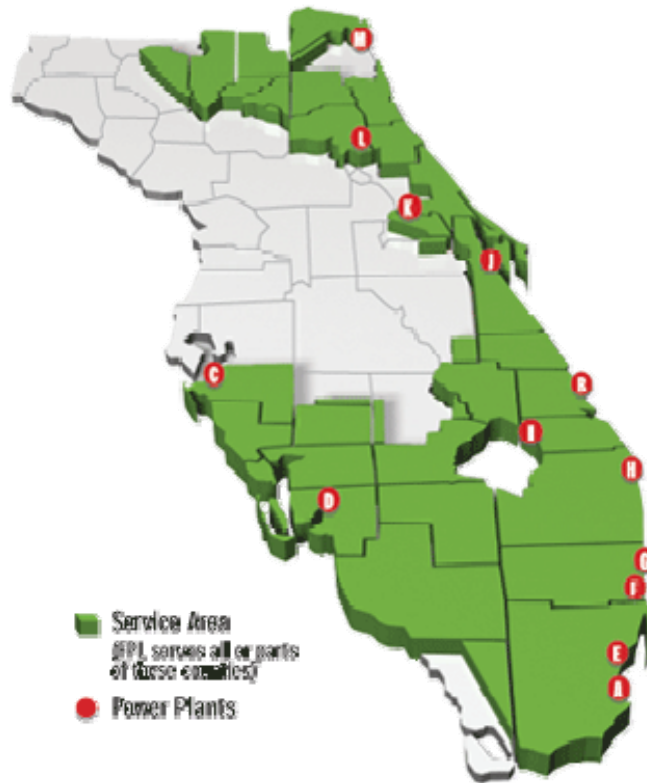 M
L
K
J
C
R
I
H
D
G
F
E
A
Service Area
(FPL serves all or parts
of these counties)
Power Plants